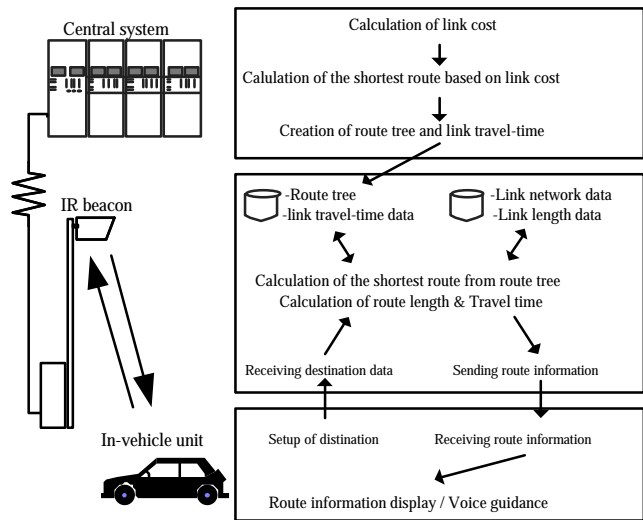 Central system
Calculation of link cost
Calulation of the shortest route based on link cost
Creation of route tree and link travel-time
IR beacon
-Route tree
-link travel-time data
-Link network data
-Link length data
Calculation of the shortest route from route tree
Calculation of route length & Travel time
Receiving destination data
Sending route information
In-vehicle unit
Setup of distination
Receiving route information
Route information display / Voice guidance